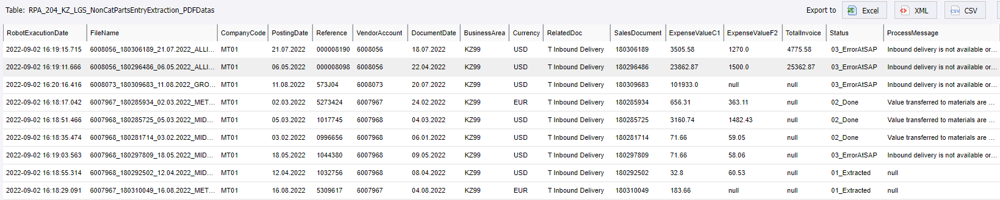 Table: RPA_204_KZ_LGS_NonCatPartsEntryExtraction_PDFDatas Export to Excel XML CSV
RobotExacutionDate FileName CompanyCode PostingDate Reference VendorAccount DocumentDate BusinessArea Currency RelatedDoc SalesDocument ExpenseValueC1 ExpenseValueF2 TotalInvoice Status ProcessMessage
2022-09-02 16:19:15.715 6008056_180306189_21.07.2022_ALLI... MT01 21.07.2022 000008190 6008056 18.07.2022 KZ99 USD T Inbound Delivery 180306189 3505.58 1270.0 4775.58 03_ErrorAtSAP Inbound delivery is not available or...
2022-09-02 16:19:11.666 6008056_180296486_06.05.2022_ALLI... MT01 06.05.2022 000008098 6008056 22.04.2022 KZ99 USD T Inbound Delivery 180296486 23862.87 1500.0 25362.87 03_ErrorAtSAP Inbound delivery is not available or...
2022-09-02 16:20:16.416 6008073_180309683_11.08.2022_GRO... MT01 11.08.2022 573J04 6008073 20.07.2022 KZ99 USD T Inbound Delivery 180309683 101933.0 null null 03_ErrorAtSAP Inbound delivery is not available or...
2022-09-02 16:18:17.042 6007967_180285934_02.03.2022_MET... MT01 02.03.2022 5273424 6007967 24.02.2022 KZ99 EUR T Inbound Delivery 180285934 656.31 363.11 null 02_Done Value transferred to materials are ...
2022-09-02 16:18:51.466 6007968_180285725_05.03.2022_MID... MT01 05.03.2022 1017745 6007968 04.03.2022 KZ99 USD T Inbound Delivery 180285725 3160.74 1482.43 null 02_Done Value transferred to materials are ...
2022-09-02 16:18:35.474 6007968_180281714_03.02.2022_MID... MT01 03.02.2022 0996656 6007968 06.01.2022 KZ99 USD T Inbound Delivery 180281714 71.66 59.05 null 02_Done Value transferred to materials are ...
2022-09-02 16:19:03.563 6007968_180297809_18.05.2022_MID... MT01 18.05.2022 1044380 6007968 09.05.2022 KZ99 USD T Inbound Delivery 180297809 71.66 58.06 null 03_ErrorAtSAP Inbound delivery is not available or...
2022-09-02 16:18:55.314 6007968_180292502_12.04.2022_MID... MT01 12.04.2022 1032756 6007968 08.04.2022 KZ99 USD T Inbound Delivery 180292502 32.8 60.53 null 01_Extracted null
2022-09-02 16:18:29.091 6007967_180310049_16.08.2022_MET... MT01 16.08.2022 5309617 6007967 04.08.2022 KZ99 EUR T Inbound Delivery 180310049 183.66 null null 01_Extracted null